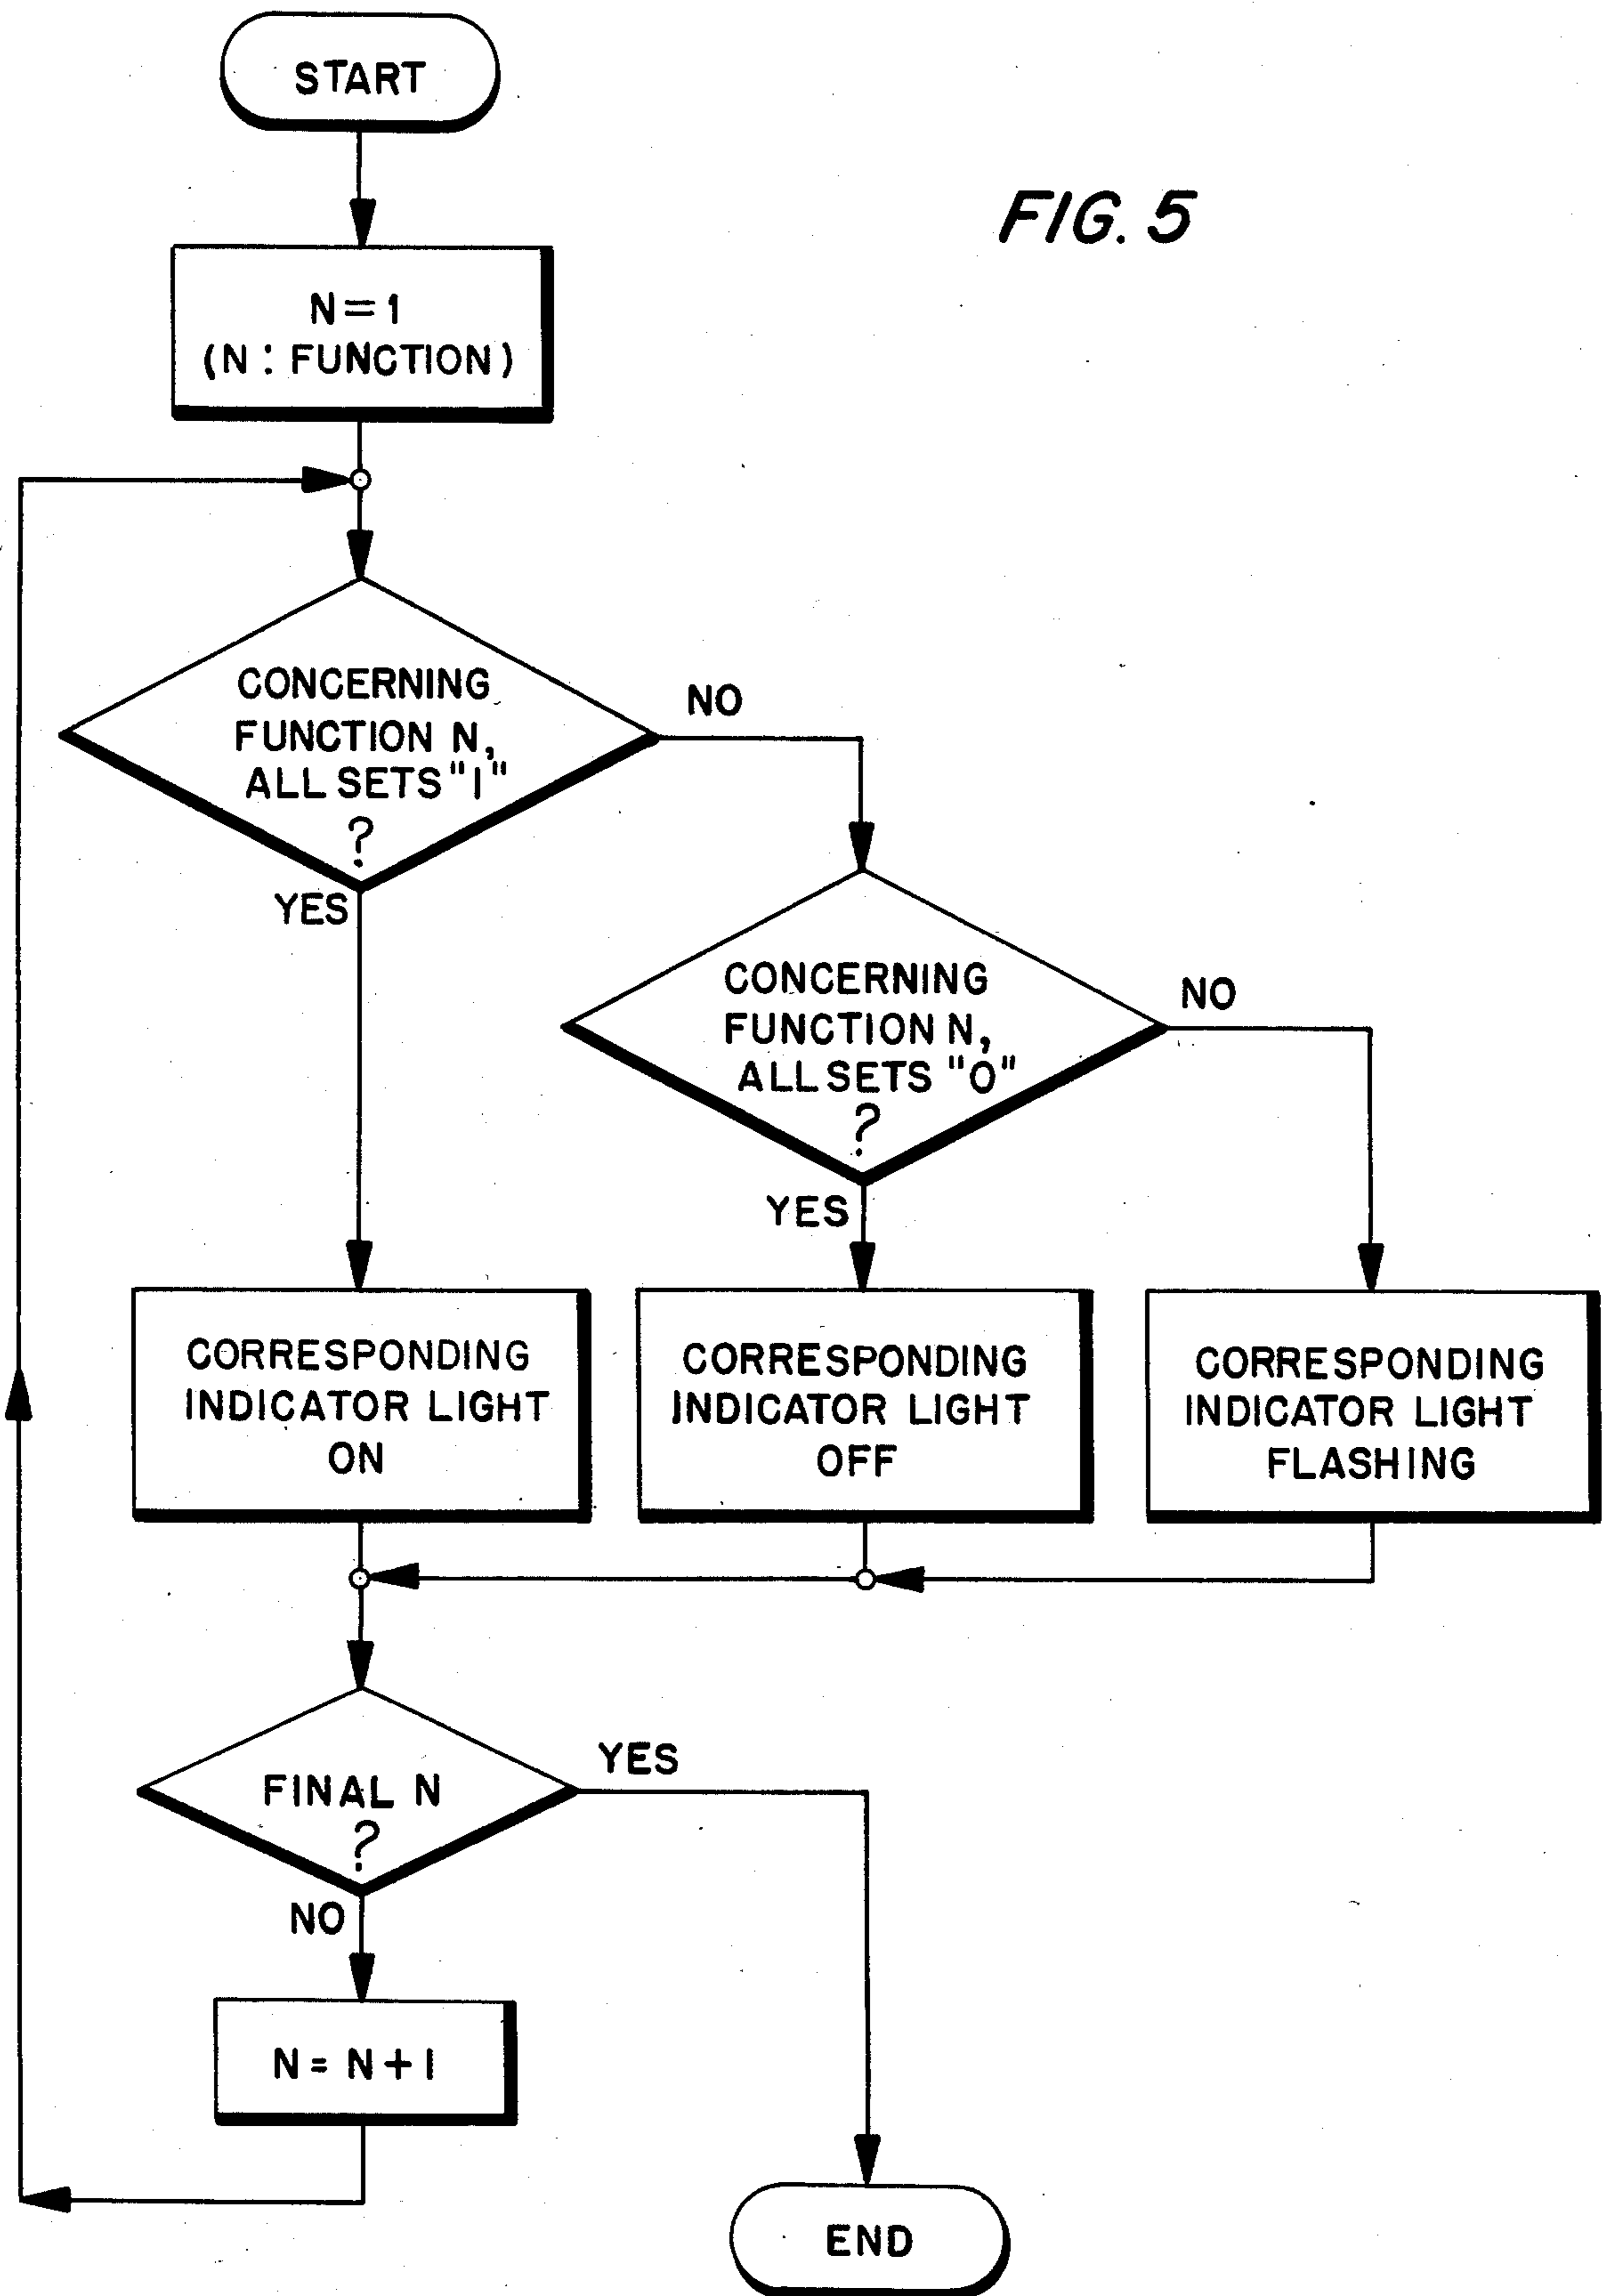 START
FIG. 5
N=1
(N : FUNCTION)
CONCERNING
FUNCTION N,
ALL SETS "1"
?
NO
YES
CONCERNING
FUNCTION N,
ALL SETS "0"
?
NO
YES
CORRESPONDING
INDICATOR LIGHT
ON
CORRESPONDING
INDICATOR LIGHT
OFF
CORRESPONDING
INDICATOR LIGHT
FLASHING
FINAL N
?
YES
NO
N = N + 1
END